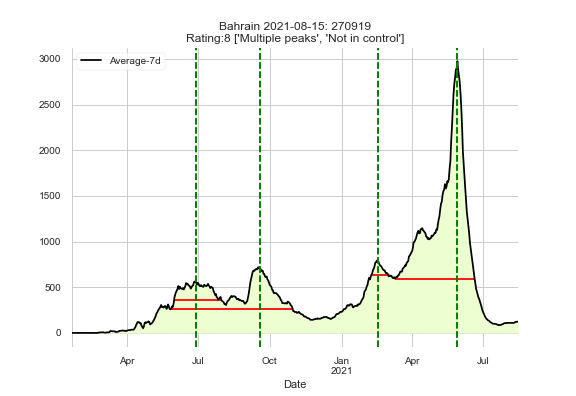 Bahrain 2021-08-15: 270919
Rating:8 ['Multiple peaks', 'Not in control']
Average-7d
3000
2500
2000
1500
1000
500
0
Apr Jul Oct Jan Apr Jul
2021
Date